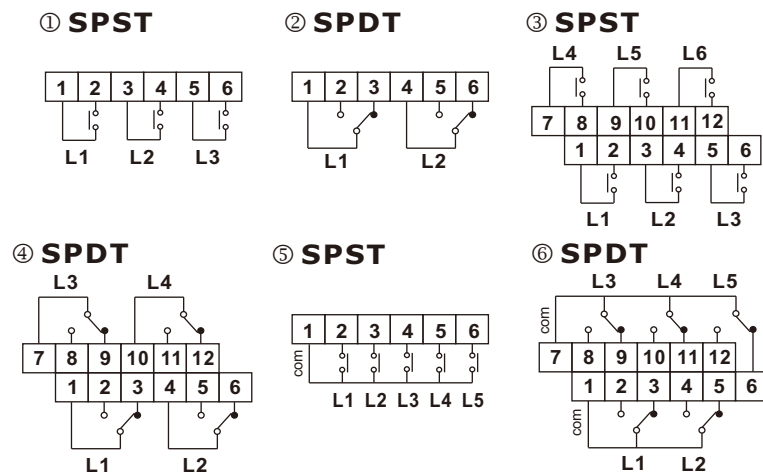 ① SPST
1 2 3 4 5 6
L1 L2 L3
② SPDT
1 2 3 4 5 6
L1 L2
③ SPST
L4 L5 L6
7 8 9 10 11 12
1 2 3 4 5 6
L1 L2 L3
④ SPDT
L3 L4
7 8 9 10 11 12
1 2 3 4 5 6
L1 L2
⑤ SPST
1 2 3 4 5 6
com
L1 L2 L3 L4 L5
⑥ SPDT
L3 L4 L5
com
7 8 9 10 11 12
1 2 3 4 5 6
com
L1 L2